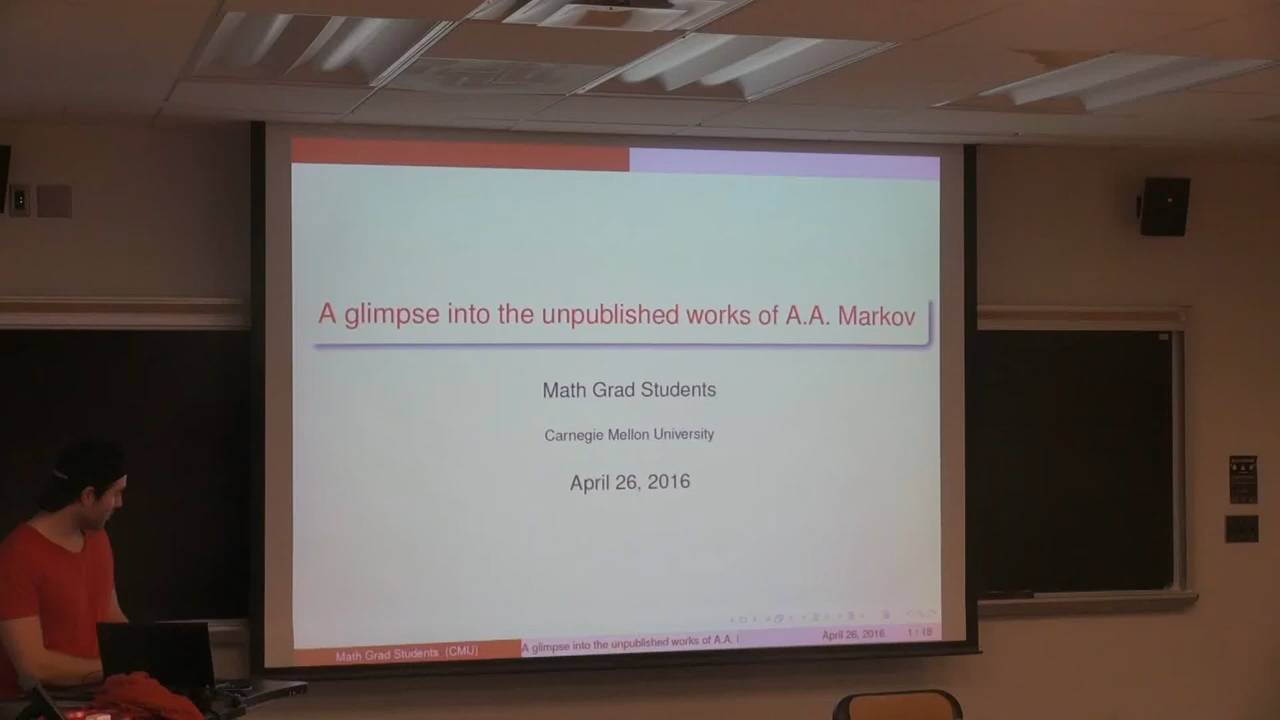 A glimpse into the unpublished works of A.A. Markov
Math Grad Students
Carnegie Mellon University
April 26, 2016
Math Grad Students (CMU)
A glimpse into the unpublished works of A.A.
April 26, 2016
1 / 18